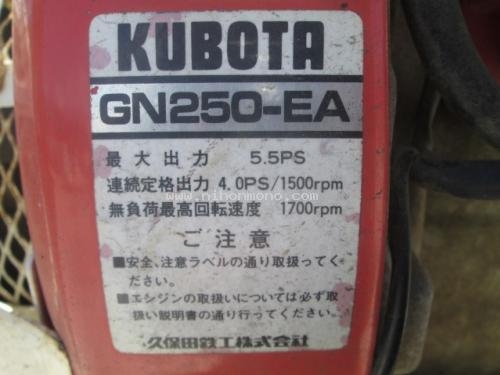 KUBOTA
GN250-EA
最大出力 5.5PS
連続定格出力 4.0PS/1500rpm
www.nihonmono.com
無負荷最高回転速度 1700rpm
ご注意
■安全、注意ラベルの通り取扱ってく
ださい。
■エンジンの取扱いについては必ず取
扱い説明書の通り行ってください。
久保田鉄工株式会社